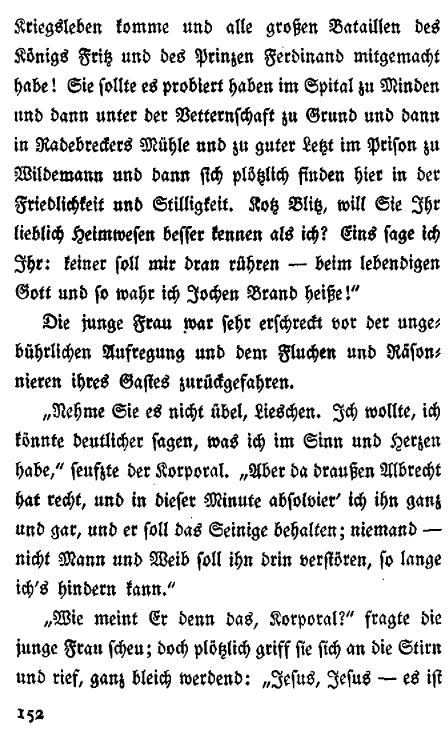 Kriegsleben komme und alle großen Bataillen des
Königs Fritz und des Prinzen Ferdinand mitgemacht
habe! Sie sollte es probiert haben im Spital zu Minden
und dann unter der Vetternschaft zu Grund und dann
in Radebreckers Mühle und zu guter Letzt im Prison zu
Wildemann und dann sich plötzlich finden hier in der
Friedlichkeit und Stilligkeit. Kotz Blitz, will Sie Ihr
lieblich Heimwesen besser kennen als ich? Eins sage ich
Ihr: keiner soll mir dran rühren — beim lebendigen
Gott und so wahr ich Jochen Brand heiße!“
Die junge Frau war sehr erschreckt vor der unge-
bührlichen Aufregung und dem Fluchen und Räson-
nieren ihres Gastes zurückgefahren.
„Nehme Sie es nicht übel, Lieschen. Ich wollte, ich
könnte deutlicher sagen, was ich im Sinn und Herzen
habe,“ seufzte der Korporal. „Aber da draußen Albrecht
hat recht, und in dieser Minute absolvier' ich ihn ganz
und gar, und er soll das Seinige behalten; niemand —
nicht Mann und Weib soll ihn drin verstören, so lange
ich's hindern kann.“
„Wie meint Er denn das, Korporal?“ fragte die
junge Frau scheu; doch plötzlich griff sie sich an die Stirn
und rief, ganz bleich werdend: „Jesus, Jesus — es ist
152